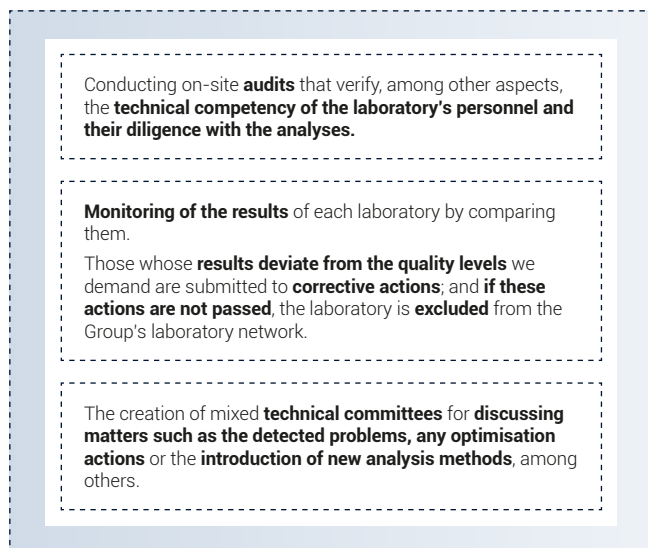 Conducting on-site audits that verify, among other aspects,
the technical competency of the laboratory's personnel and
their diligence with the analyses.
Monitoring of the results of each laboratory by comparing
them.
Those whose results deviate from the quality levels we
demand are submitted to corrective actions; and if these
actions are not passed, the laboratory is excluded from the
Group's laboratory network.
The creation of mixed technical committees for discussing
matters such as the detected problems, any optimisation
actions or the introduction of new analysis methods, among
others.